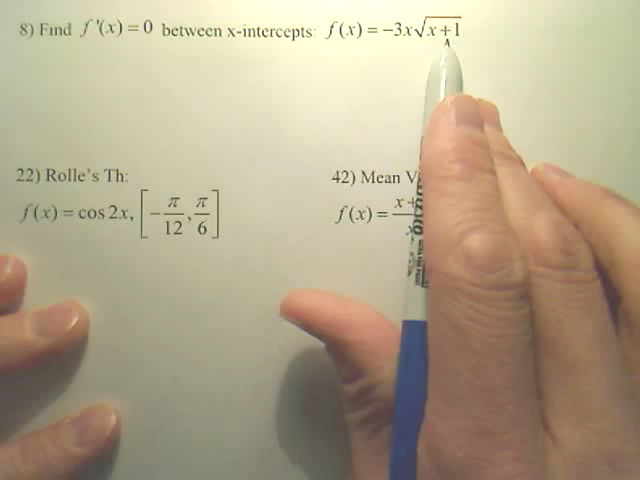 8) Find f '(x) = 0 between x-intercepts: f(x) = −3x√(x+1)
22) Rolle's Th:
f(x) = cos 2x, [−π/12, π/6]
42) Mean V
f(x) = x+